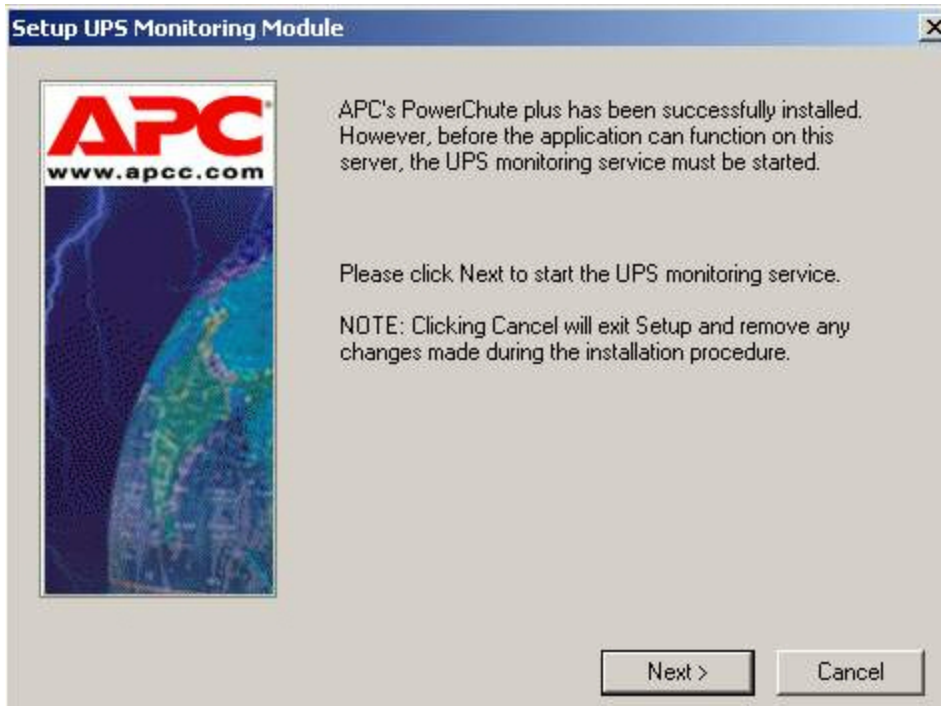 Setup UPS Monitoring Module
APC
www.apcc.com
APC's PowerChute plus has been successfully installed.
However, before the application can function on this
server, the UPS monitoring service must be started.
Please click Next to start the UPS monitoring service.
NOTE: Clicking Cancel will exit Setup and remove any
changes made during the installation procedure.
Next >
Cancel